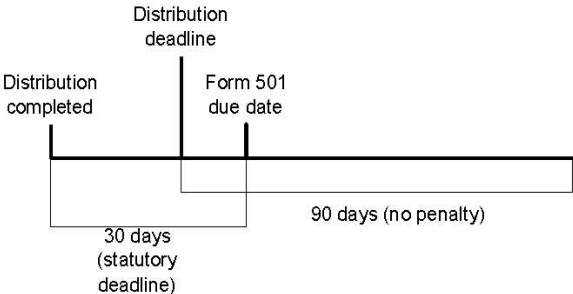 Distribution
deadline
Distribution
completed
Form 501
due date
90 days (no penalty)
30 days
(statutory
deadline)